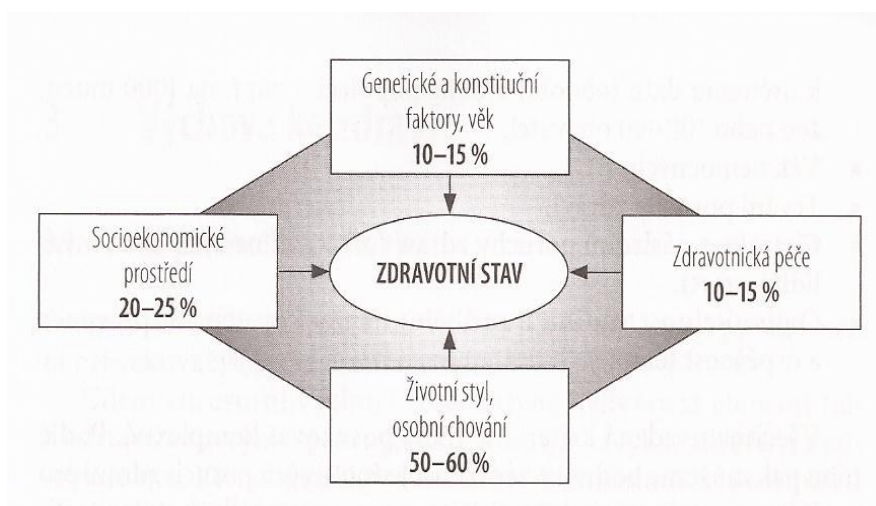 Genetické a konstituční
faktory, věk
10–15 %
Socioekonomické
prostředí
20–25 %
ZDRAVOTNÍ STAV
Zdravotnická péče
10–15 %
Životní styl,
osobní chování
50–60 %